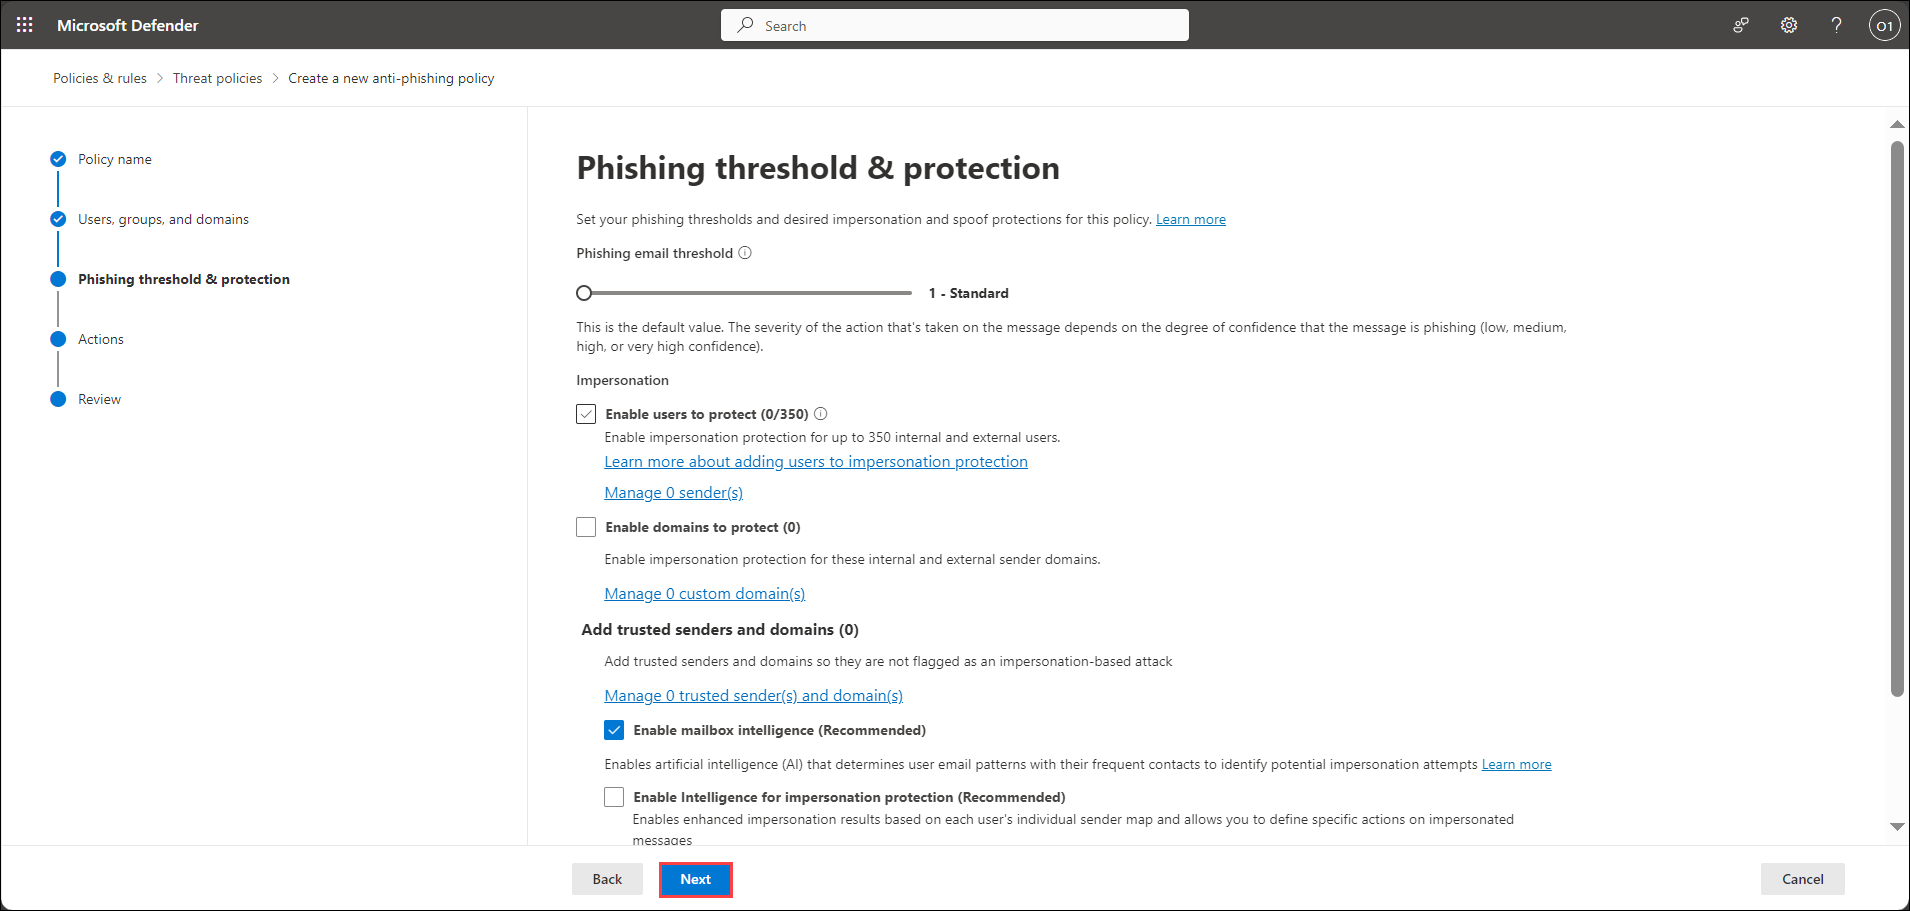 Microsoft Defender
Search
O1
Policies & rules > Threat policies > Create a new anti-phishing policy
Policy name
Users, groups, and domains
Phishing threshold & protection
Actions
Review
Phishing threshold & protection
Set your phishing thresholds and desired impersonation and spoof protections for this policy. Learn more
Phishing email threshold
1 - Standard
This is the default value. The severity of the action that's taken on the message depends on the degree of confidence that the message is phishing (low, medium,
high, or very high confidence).
Impersonation
Enable users to protect (0/350)
Enable impersonation protection for up to 350 internal and external users.
Learn more about adding users to impersonation protection
Manage 0 sender(s)
Enable domains to protect (0)
Enable impersonation protection for these internal and external sender domains.
Manage 0 custom domain(s)
Add trusted senders and domains (0)
Add trusted senders and domains so they are not flagged as an impersonation-based attack
Manage 0 trusted sender(s) and domain(s)
Enable mailbox intelligence (Recommended)
Enables artificial intelligence (AI) that determines user email patterns with their frequent contacts to identify potential impersonation attempts Learn more
Enable Intelligence for impersonation protection (Recommended)
Enables enhanced impersonation results based on each user's individual sender map and allows you to define specific actions on impersonated
messages
Back
Next
Cancel